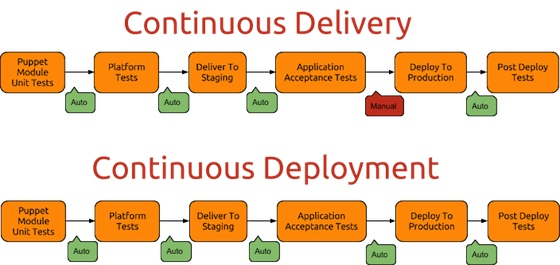 Continuous Delivery
Puppet
Module
Unit Tests
Platform
Tests
Deliver To
Staging
Application
Acceptance Tests
Deploy To
Production
Post Deploy
Tests
Auto
Auto
Auto
Manual
Auto
Continuous Deployment
Puppet
Module
Unit Tests
Platform
Tests
Deliver To
Staging
Application
Acceptance Tests
Deploy To
Production
Post Deploy
Tests
Auto
Auto
Auto
Auto
Auto